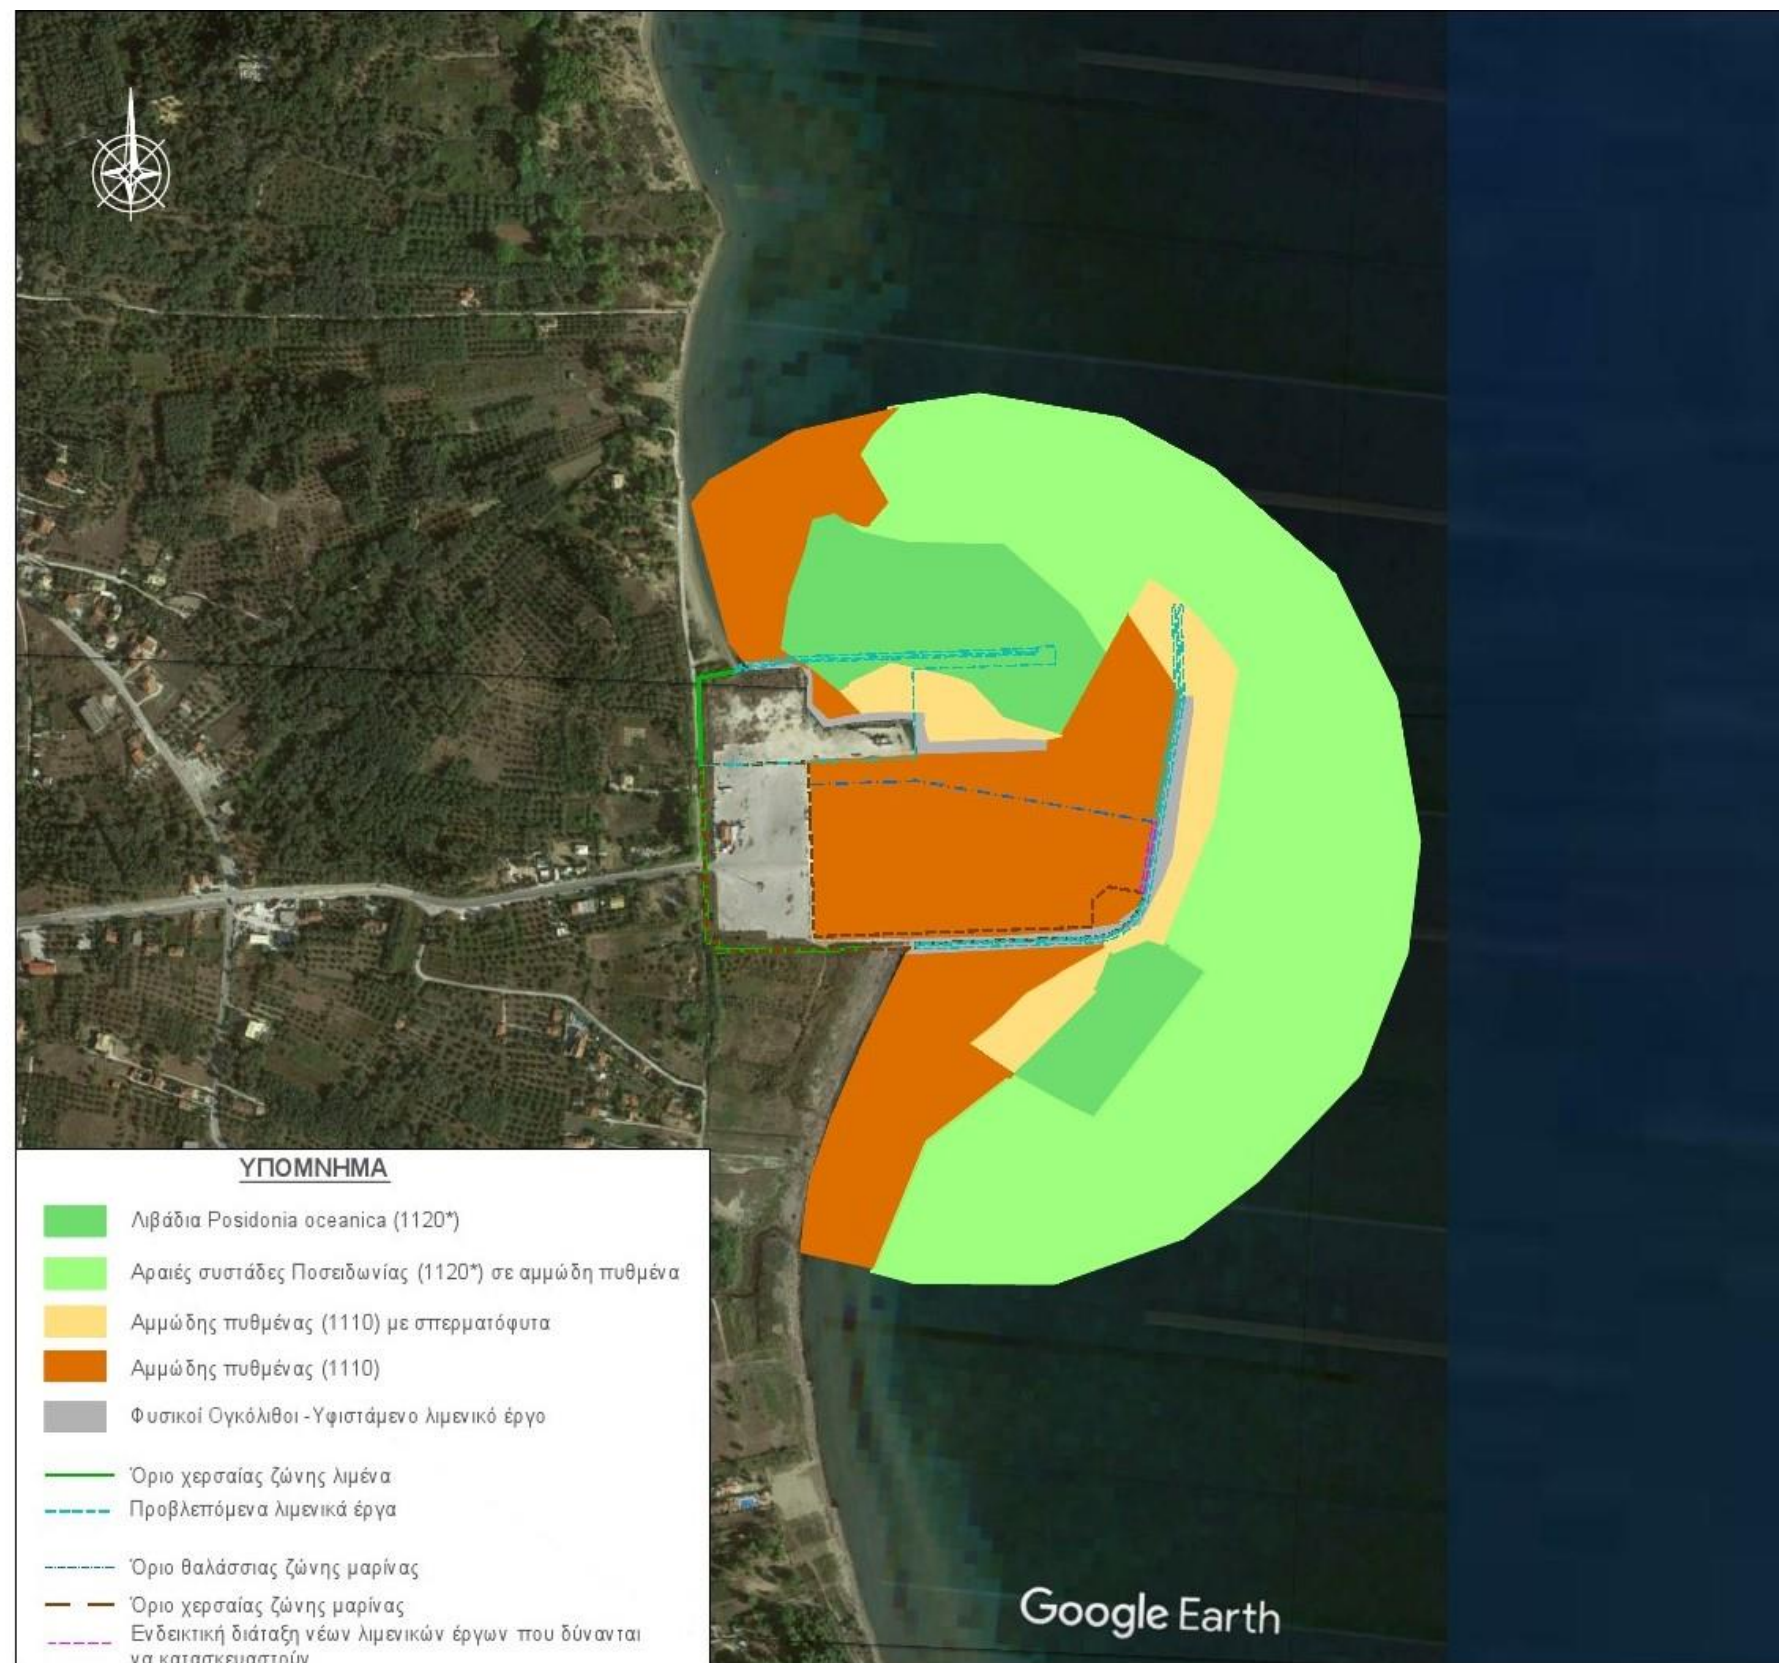 ΥΠΟΜΝΗΜΑ
Λιβάδια Posidonia oceanica (1120*)
Αραιές συστάδες Ποσειδωνίας (1120*) σε αμμώδη πυθμένα
Αμμώδης πυθμένας (1110) με σπερματόφυτα
Αμμώδης πυθμένας (1110)
Φυσικοί Ογκόλιθοι -Υφιστάμενο λιμενικό έργο
Όριο χερσαίας ζώνης λιμένα
Προβλεπόμενα λιμενικά έργα
Όριο θαλάσσιας ζώνης μαρίνας
Όριο χερσαίας ζώνης μαρίνας
Ενδεικτική διάταξη νέων λιμενικών έργων που δύνανται
να κατασκευαστούν
Google Earth